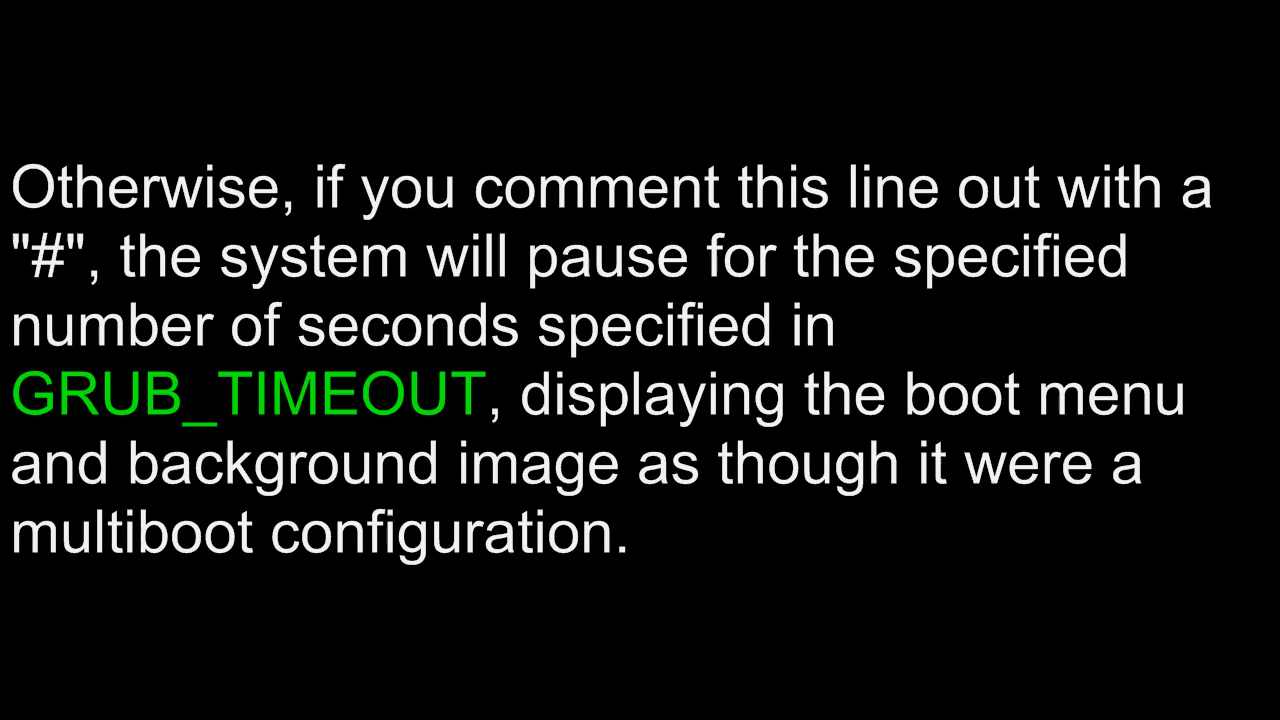 Otherwise, if you comment this line out with a
"#", the system will pause for the specified
number of seconds specified in
GRUB_TIMEOUT, displaying the boot menu
and background image as though it were a
multiboot configuration.